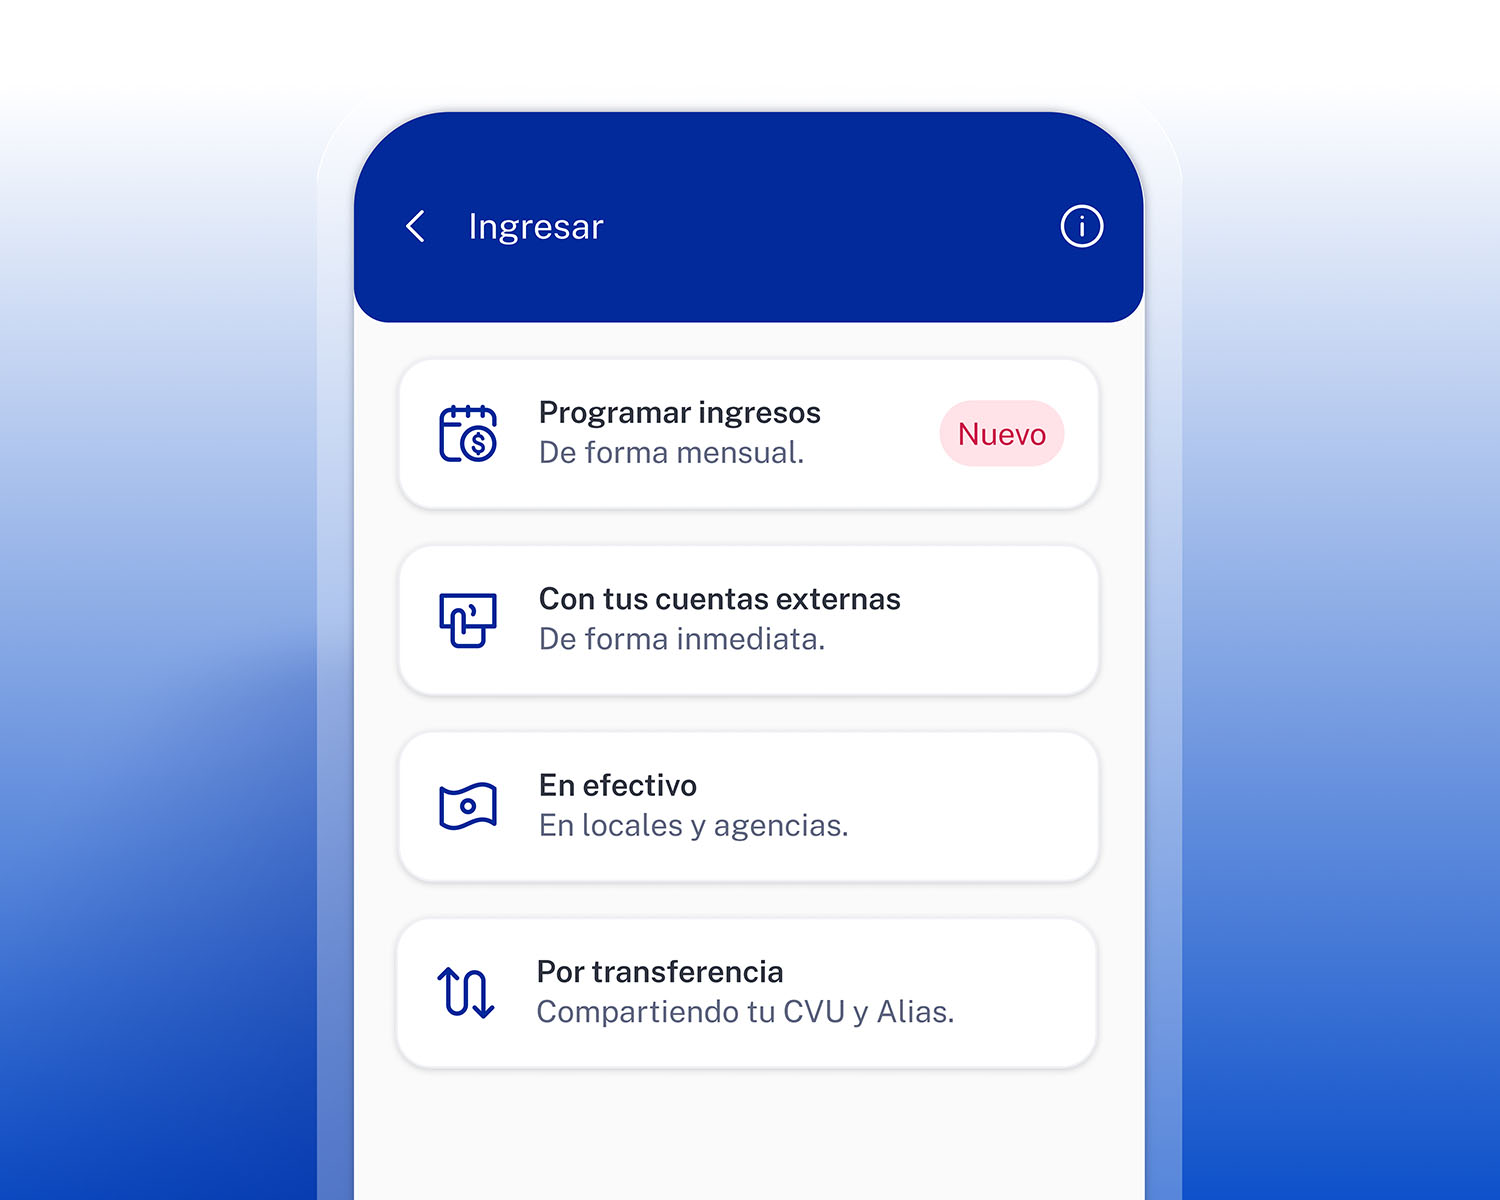 Ingresar
Programar ingresos
De forma mensual.
Nuevo
Con tus cuentas externas
De forma inmediata.
En efectivo
En locales y agencias.
Por transferencia
Compartiendo tu CVU y Alias.